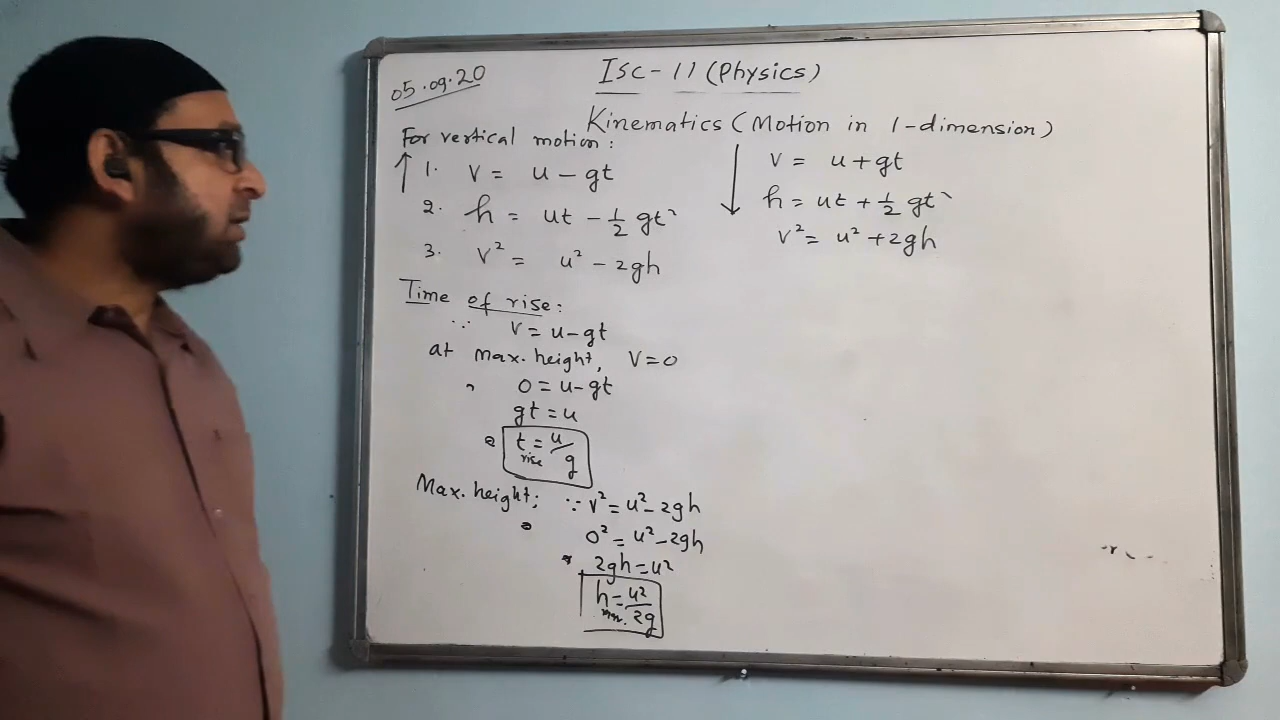 05.09.20
ISC-11 (Physics)
Kinematics (Motion in 1-dimension)
For vertical motion:
↑ 1. v = u - gt
2. h = ut - 1/2 gt²
3. v² = u² - 2gh
↓ v = u + gt
h = ut + 1/2 gt²
v² = u² + 2gh
Time of rise:
∵ v = u - gt
at max. height, v = 0
0 = u - gt
gt = u
t rise = u/g
Max. height; ∵ v² = u² - 2gh
0² = u² - 2gh
2gh = u²
h = u²/2g